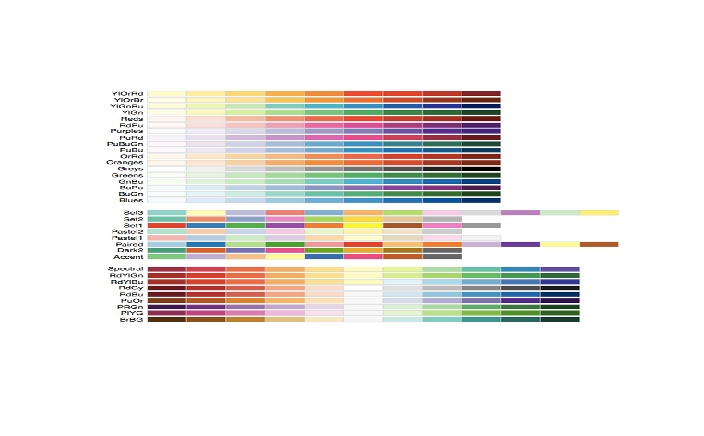 YlOrRd
YlOrBr
YlGnBu
YlGn
Reds
RdPu
Purples
PuRd
PuBuGn
PuBu
OrRd
Oranges
Greys
Greens
GnBu
BuPu
BuGn
Blues
Set3
Set2
Set1
Pastel2
Pastel1
Paired
Dark2
Accent
Spectral
RdYlGn
RdYlBu
RdGy
RdBu
PuOr
PRGn
PiYG
BrBG